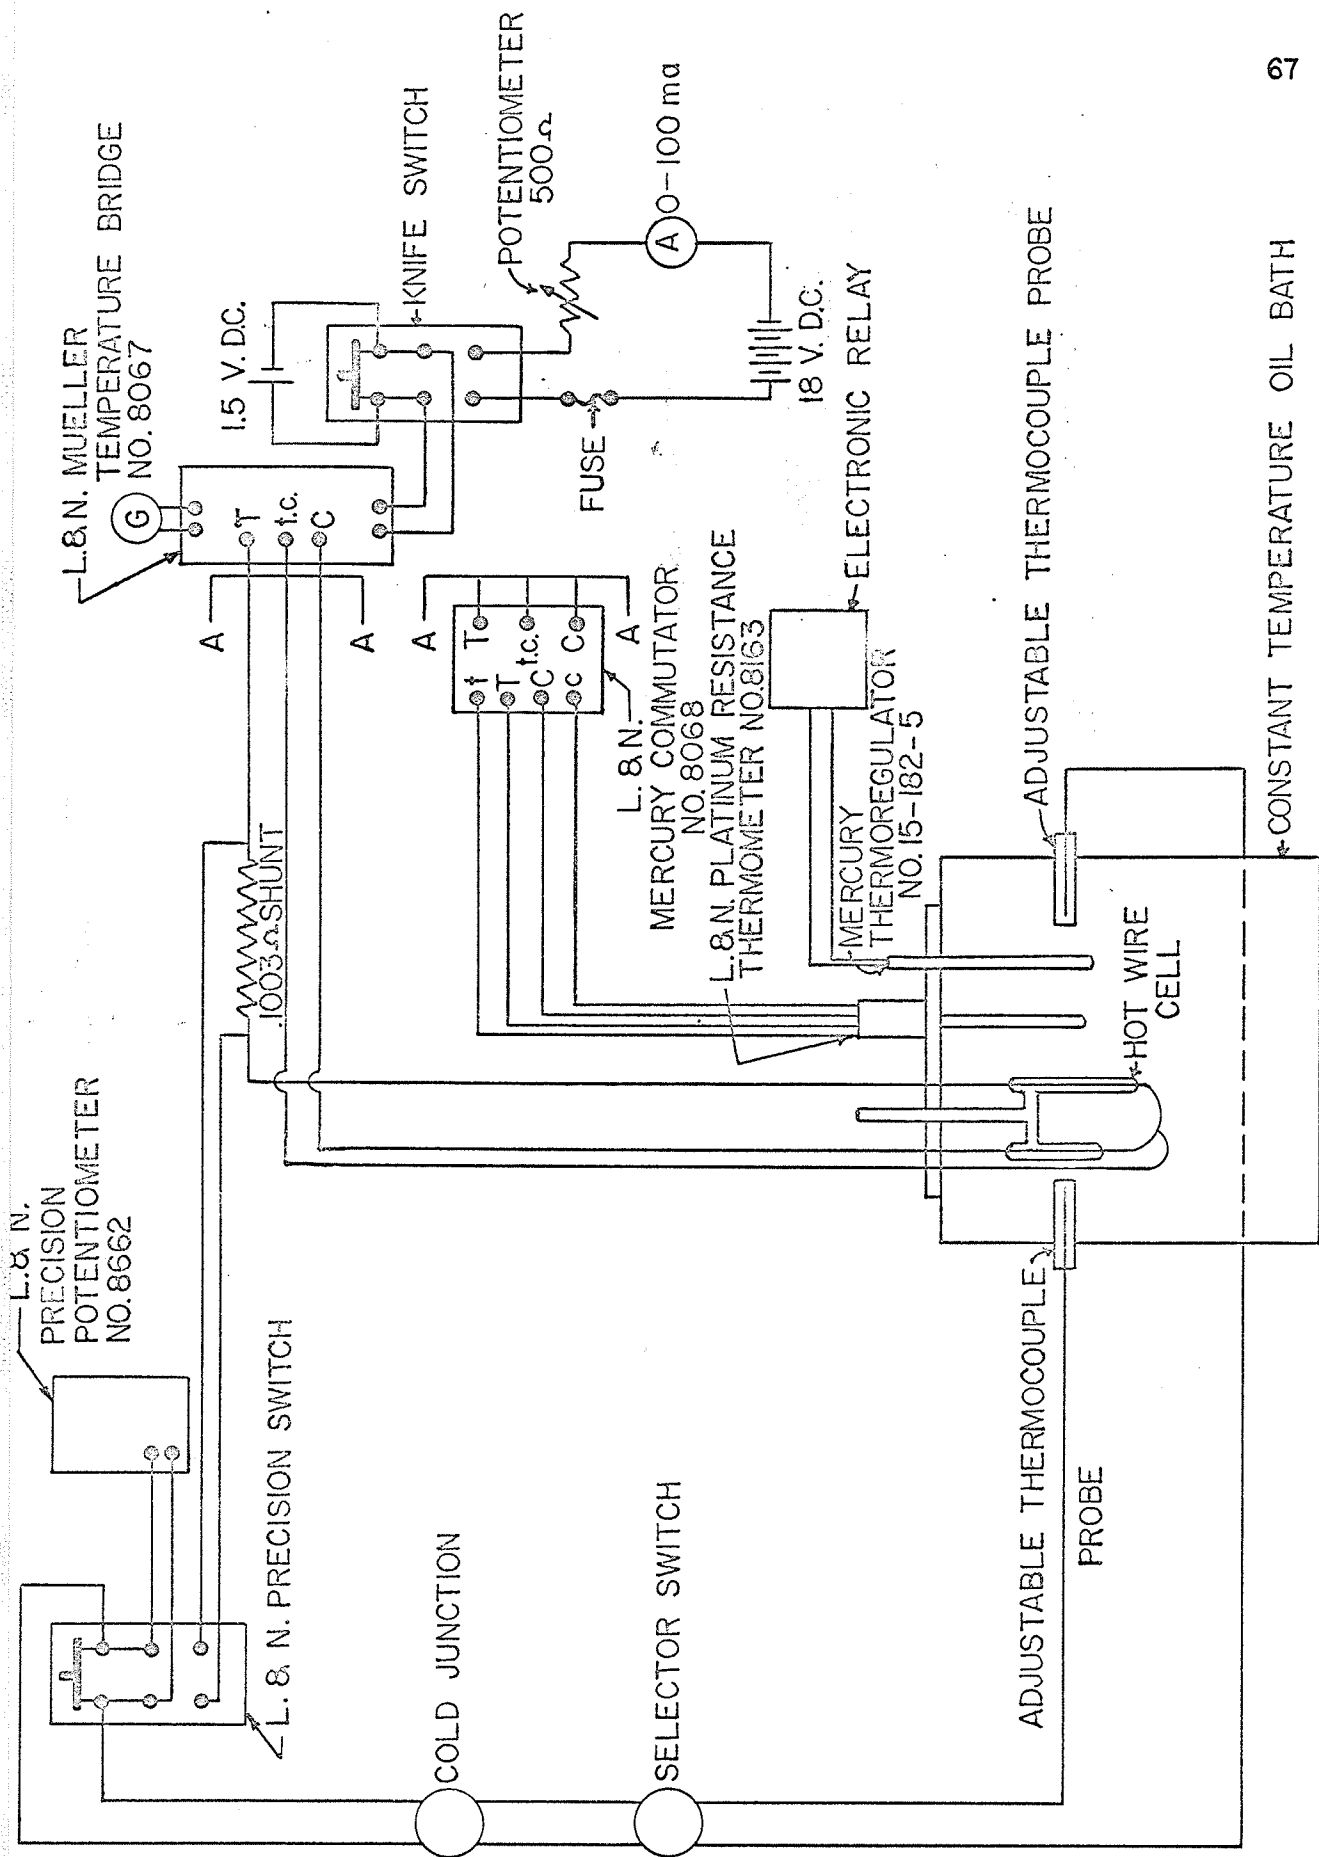 67
L.& N.
PRECISION
POTENTIOMETER
NO. 8662
L. & N. PRECISION SWITCH
COLD JUNCTION
SELECTOR SWITCH
ADJUSTABLE THERMOCOUPLE
PROBE
.1003Ω SHUNT
L.&N. MUELLER
TEMPERATURE BRIDGE
NO. 8067
G
T
t.c.
C
A
A
1.5 V. D.C.
KNIFE SWITCH
POTENTIOMETER
500Ω
A
0-100 ma
18 V. D.C.
FUSE
A
A
t
T
C
c
T
t.c.
C
L. & N.
MERCURY COMMUTATOR
NO. 8068
L.&N. PLATINUM RESISTANCE
THERMOMETER NO. 8163
ELECTRONIC RELAY
MERCURY
THERMOREGULATOR
NO. 15-182-5
ADJUSTABLE THERMOCOUPLE PROBE
HOT WIRE
CELL
CONSTANT TEMPERATURE OIL BATH